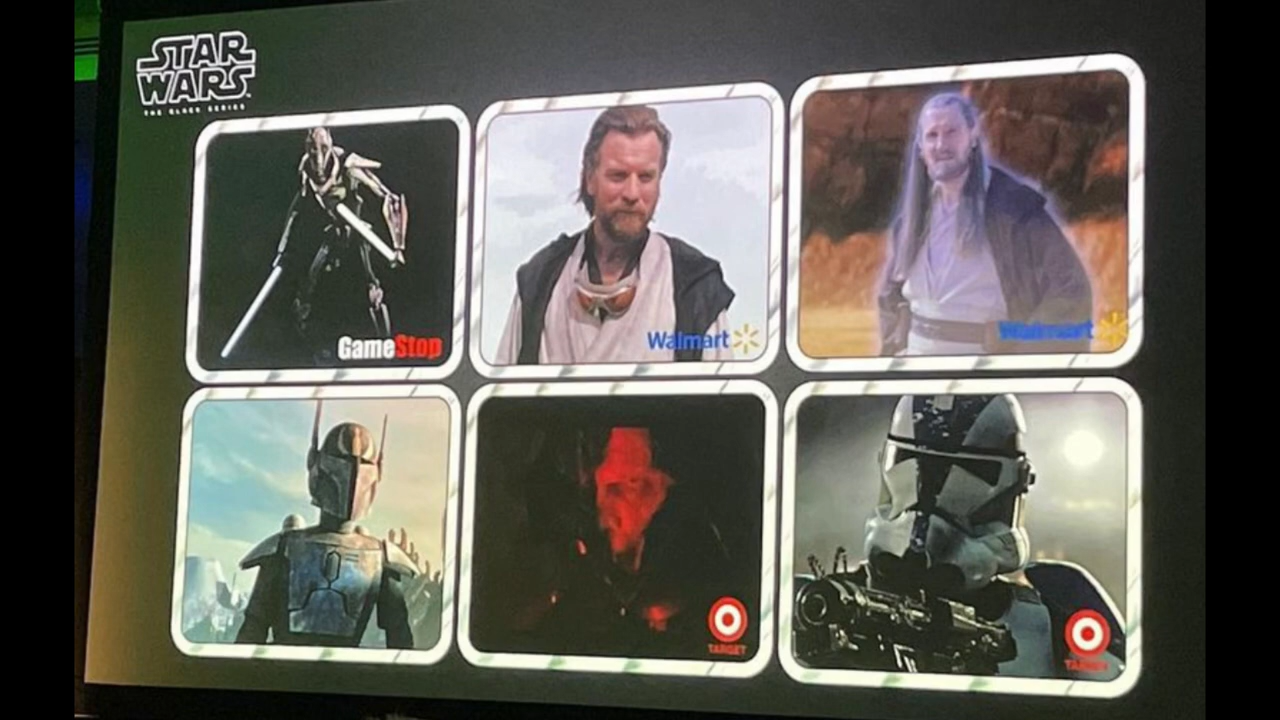 STAR
WARS
THE BLACK SERIES
GameStop
Walmart
Walmart
TARGET
TARGET